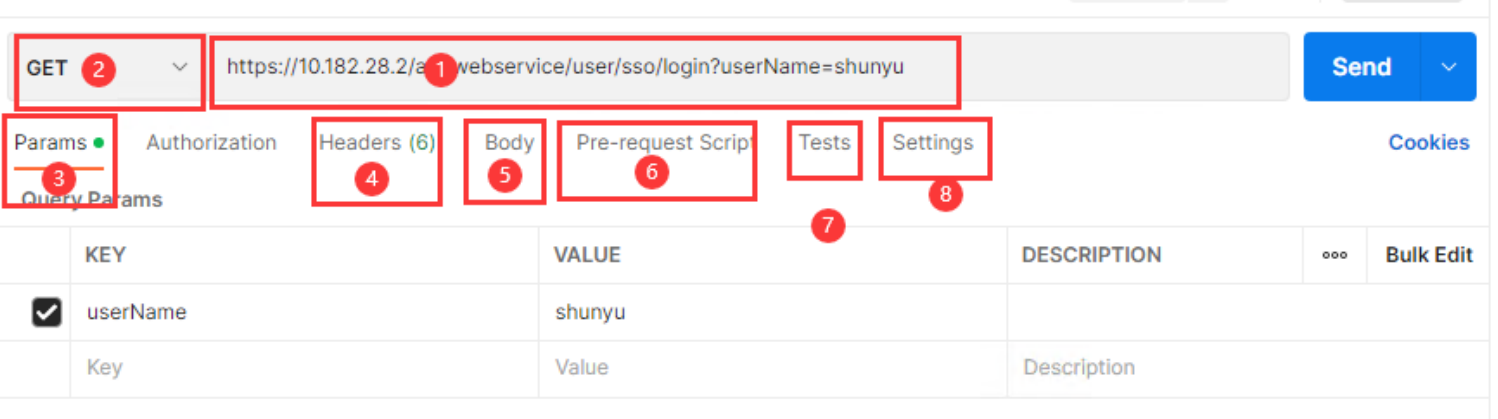 GET 2 https://10.182.28.2/a 1 webservice/user/sso/login?userName=shunyu Send
Params Authorization Headers (6) Body Pre-request Script Tests Settings Cookies
3 4 5 6 7 8
Query Params
KEY VALUE DESCRIPTION ooo Bulk Edit
userName shunyu
Key Value Description